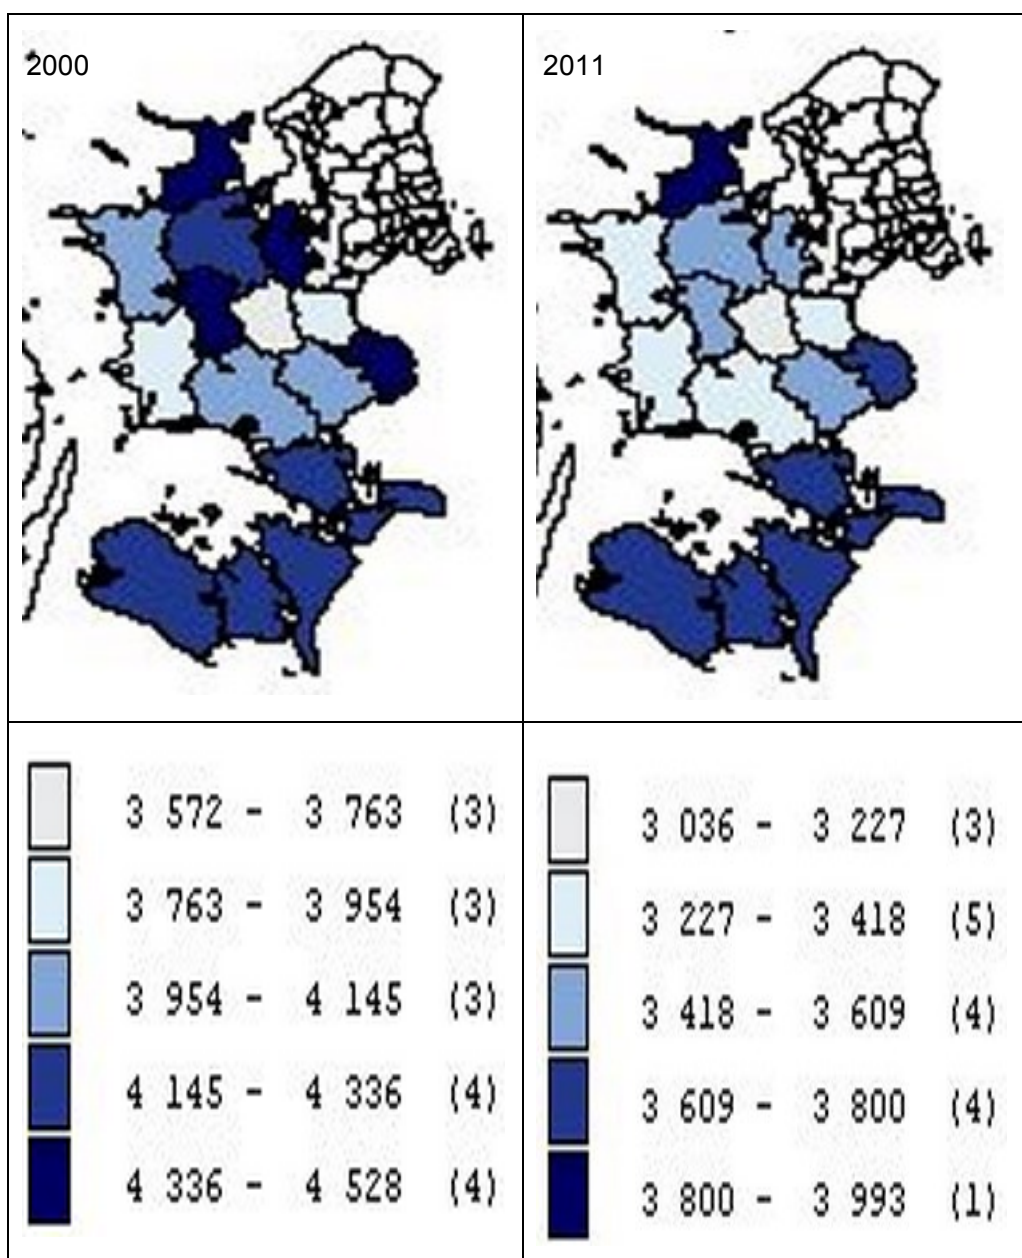 2000
2011
3 572 - 3 763 (3)
3 763 - 3 954 (3)
3 954 - 4 145 (3)
4 145 - 4 336 (4)
4 336 - 4 528 (4)
3 036 - 3 227 (3)
3 227 - 3 418 (5)
3 418 - 3 609 (4)
3 609 - 3 800 (4)
3 800 - 3 993 (1)